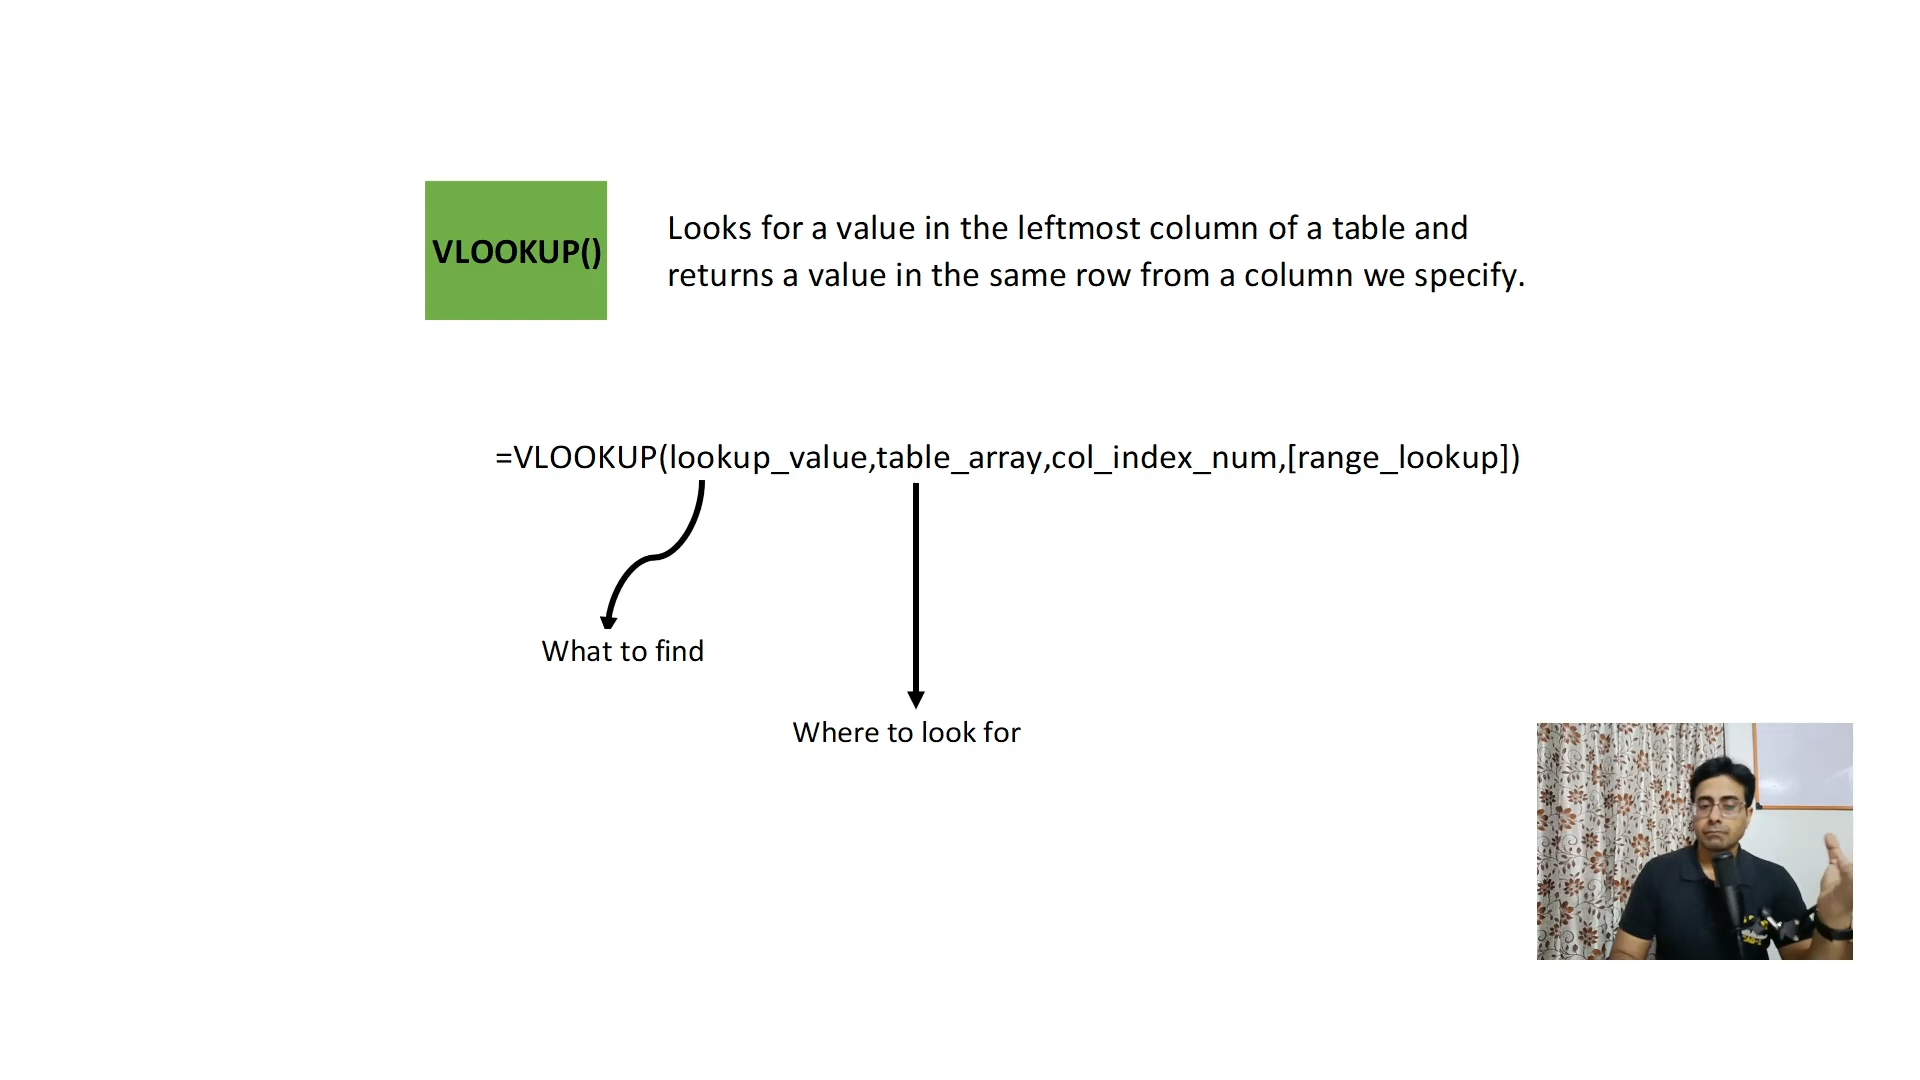 VLOOKUP()
Looks for a value in the leftmost column of a table and
returns a value in the same row from a column we specify.
=VLOOKUP(lookup_value,table_array,col_index_num,[range_lookup])
What to find
Where to look for